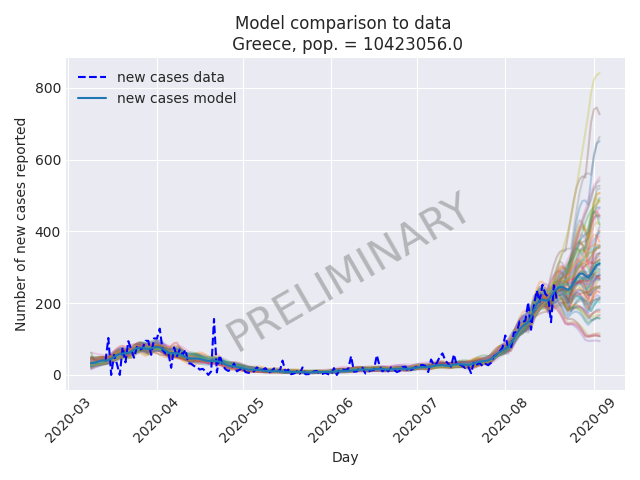 Model comparison to data
Greece, pop. = 10423056.0
new cases data
new cases model
Number of new cases reported
800
600
400
200
0
PRELIMINARY
2020-03
2020-04
2020-05
2020-06
2020-07
2020-08
2020-09
Day